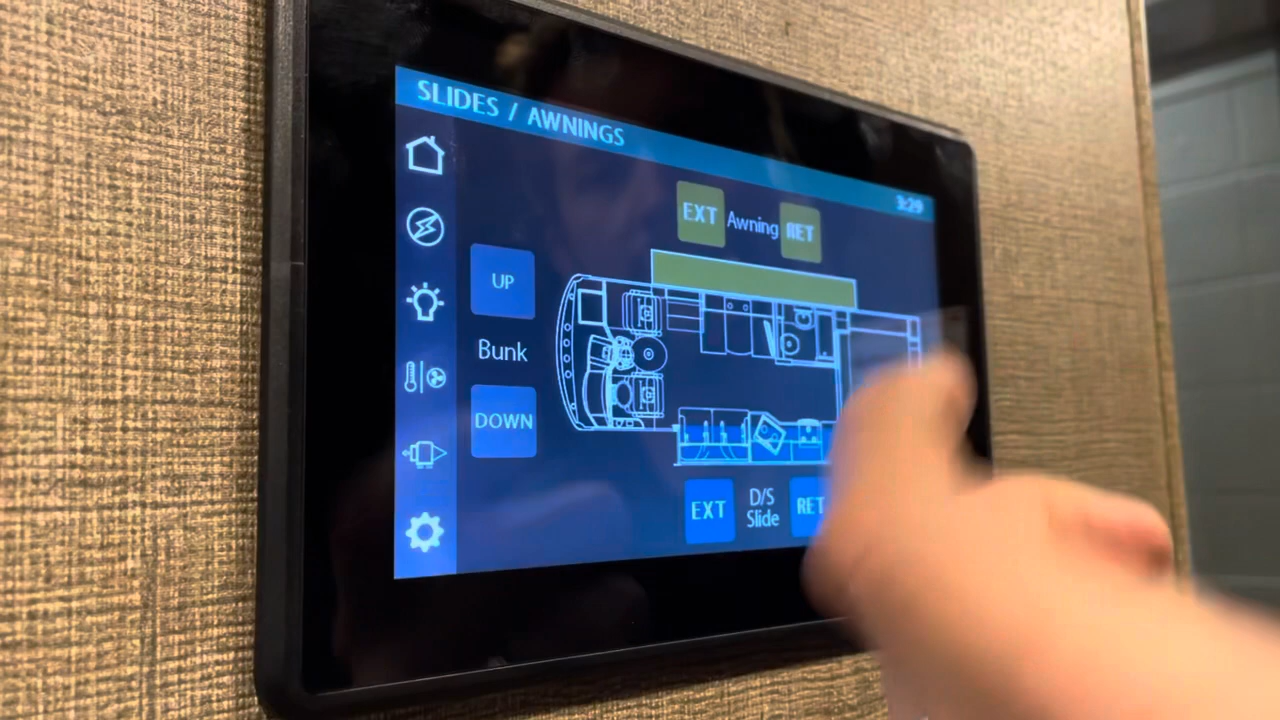 SLIDES / AWNINGS
3:29
EXT Awning RET
UP
Bunk
DOWN
EXT D/S Slide RET